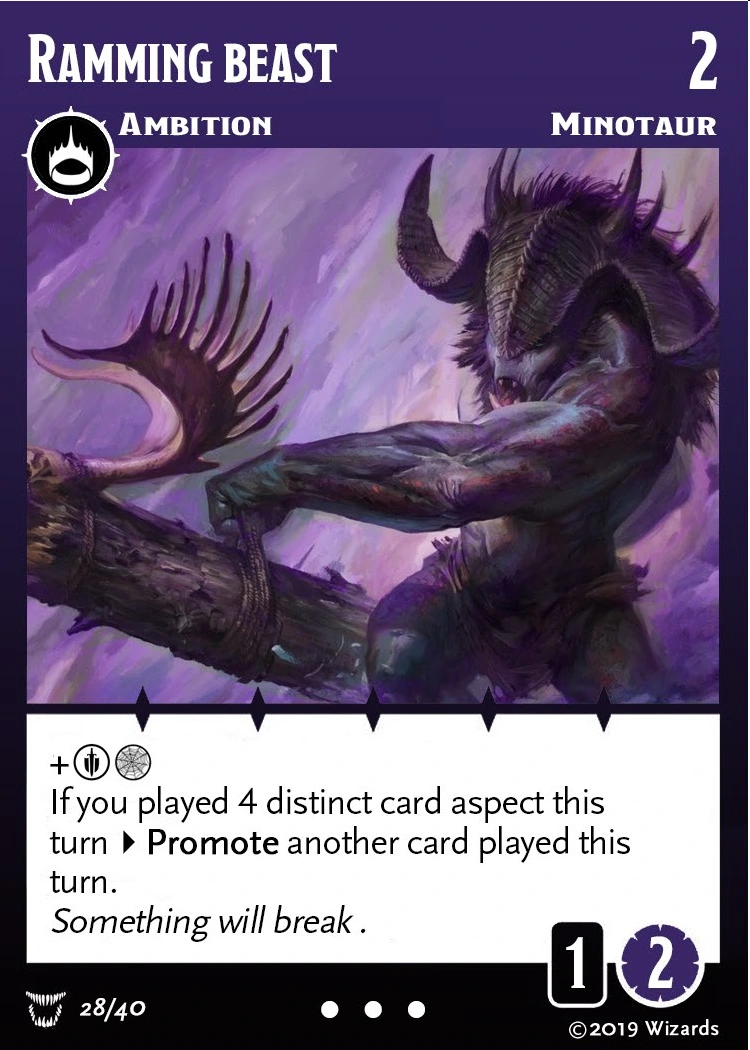 Ramming beast 2
Ambition Minotaur
+
If you played 4 distinct card aspect this
turn ▶ Promote another card played this
turn.
Something will break .
1 2
28/40
©2019 Wizards